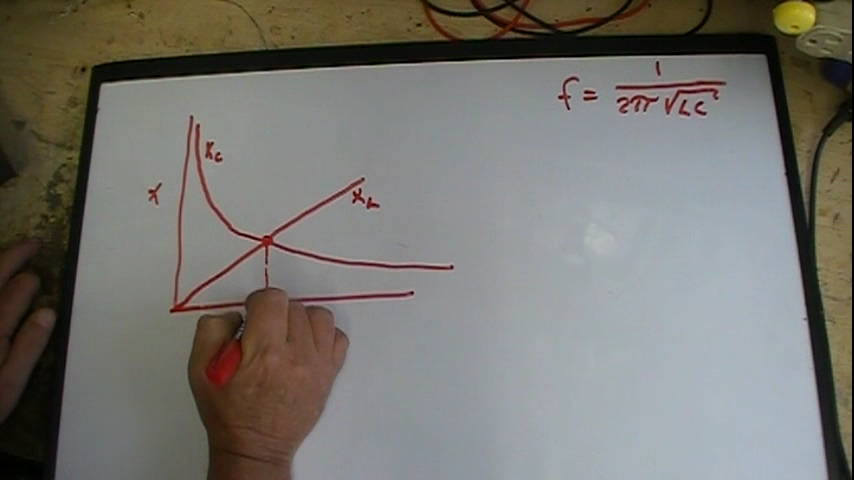 f = 1 / 2π √LC
Xc
X
XL